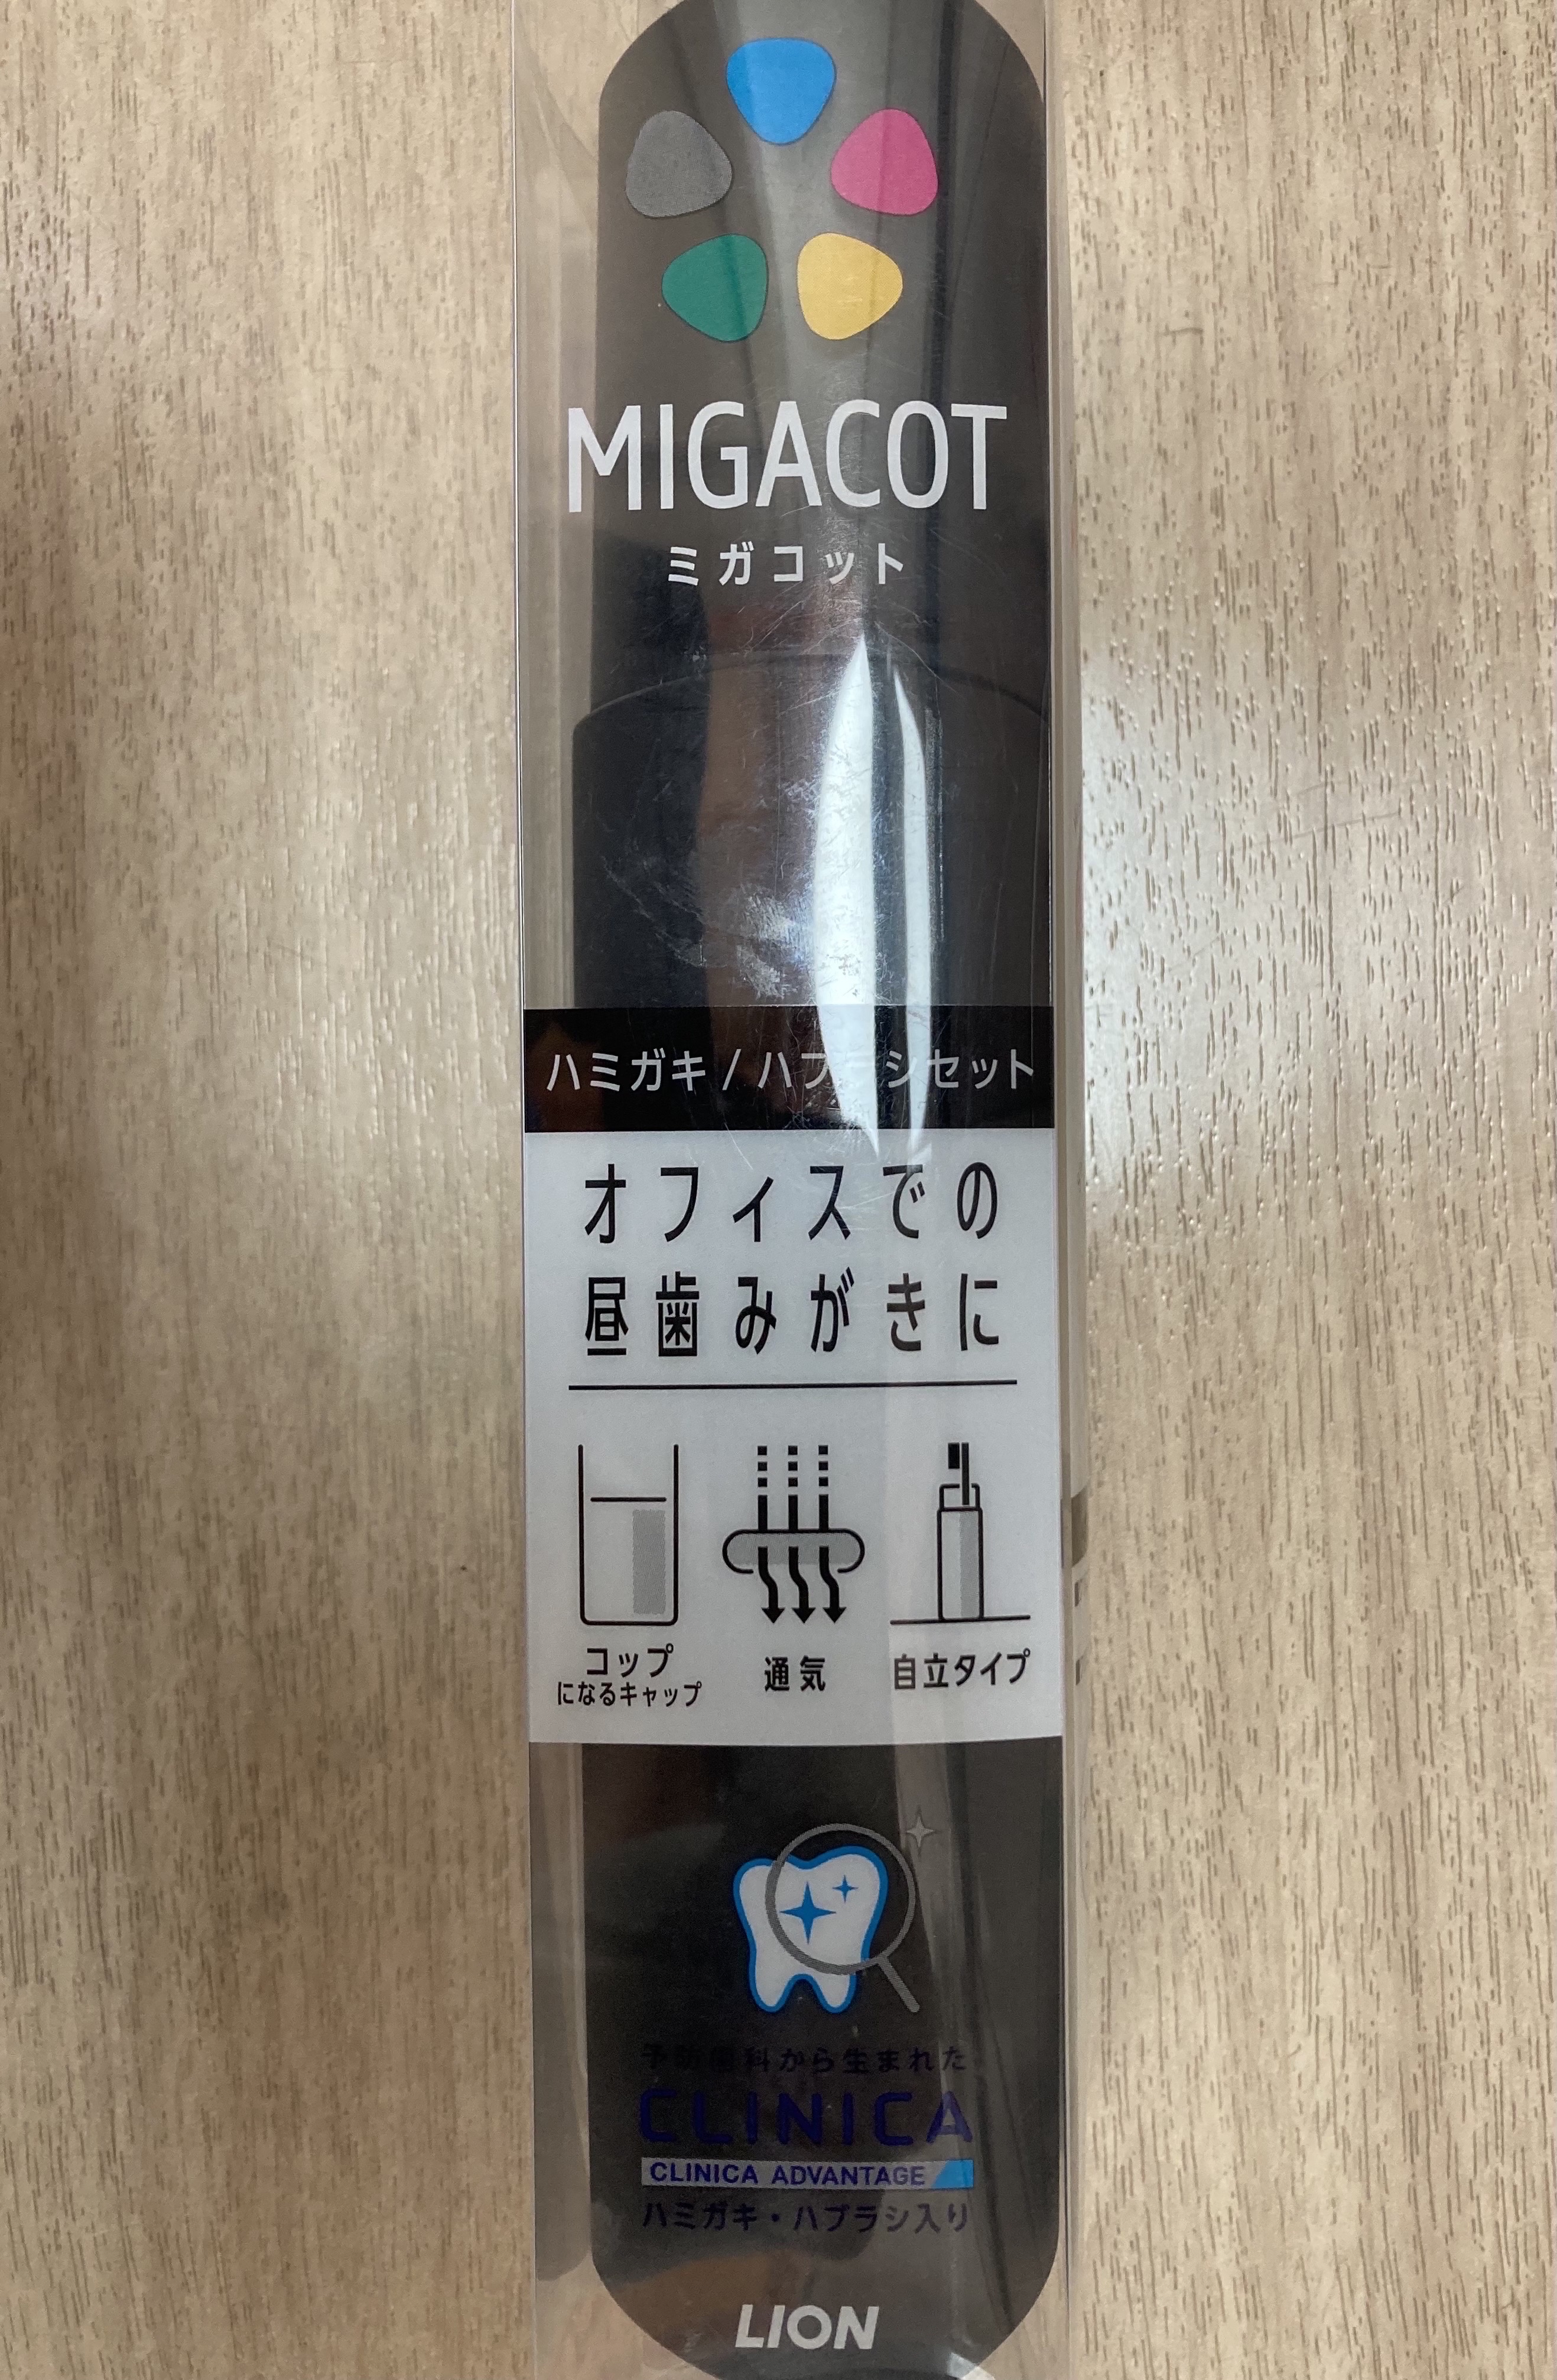 MIGACOT
ミガコット
ハミガキ / ハブラシセット
オフィスでの
昼歯みがきに
コップ
になるキャップ
通気
自立タイプ
予防歯科から生まれた
CLINICA
CLINICA ADVANTAGE
ハミガキ・ハブラシ入り
LION